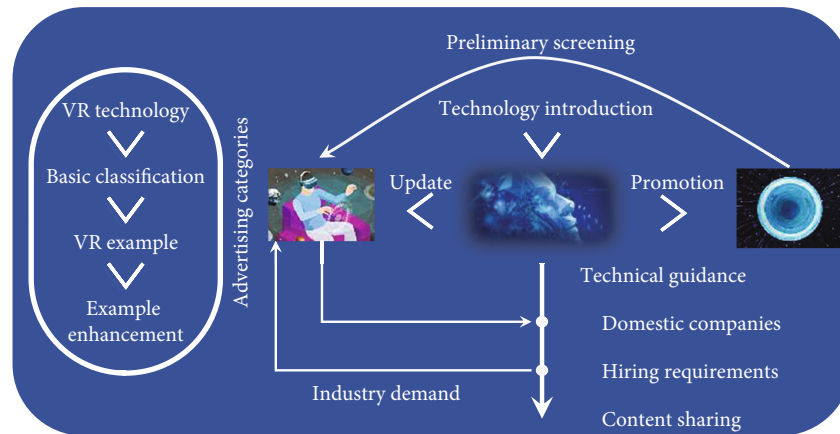 Preliminary screening
VR technology
Basic classification
VR example
Example
enhancement
Advertising categories
Technology introduction
Update
Promotion
Technical guidance
Domestic companies
Hiring requirements
Industry demand
Content sharing